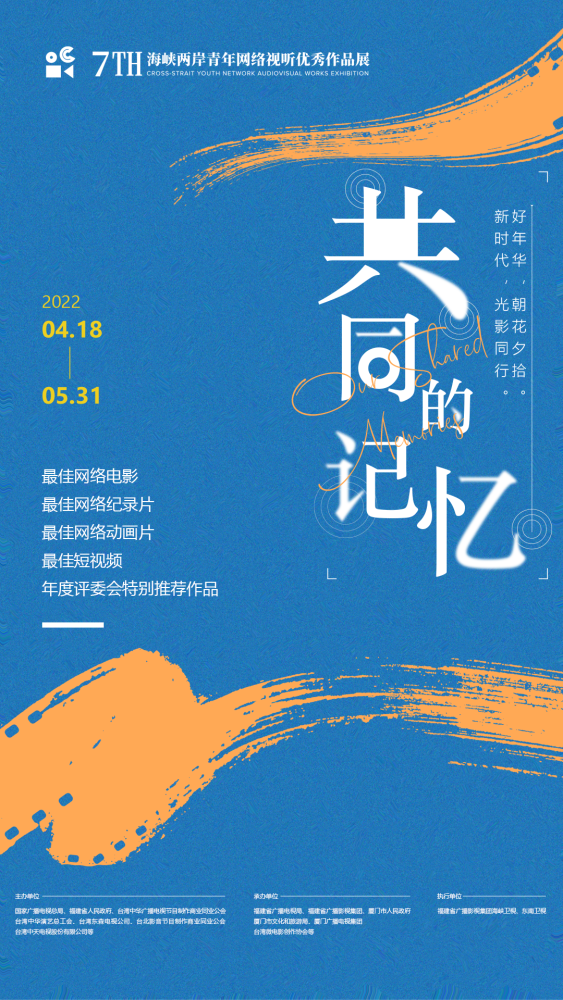 7TH 海峡两岸青年网络视听优秀作品展
CROSS-STRAIT YOUTH NETWORK AUDIOVISUAL WORKS EXHIBITION
共同的记忆
Our Shared
Memories
好年华，朝花夕拾。
新时代，光影同行。
2022
04.18
05.31
最佳网络电影
最佳网络纪录片
最佳网络动画片
最佳短视频
年度评委会特别推荐作品
主办单位
国家广播电视总局、福建省人民政府、台湾中华广播电视节目制作商业同业公会
台湾中华演艺总工会、台湾东森电视公司、台北影音节目制作商业同业公会
台湾中天电视股份有限公司等
承办单位
福建省广播电视局、福建省广播影视集团、厦门市人民政府
厦门市文化和旅游局、厦门广播电视集团
台湾微电影创作协会等
执行单位
福建省广播影视集团海峡卫视、东南卫视